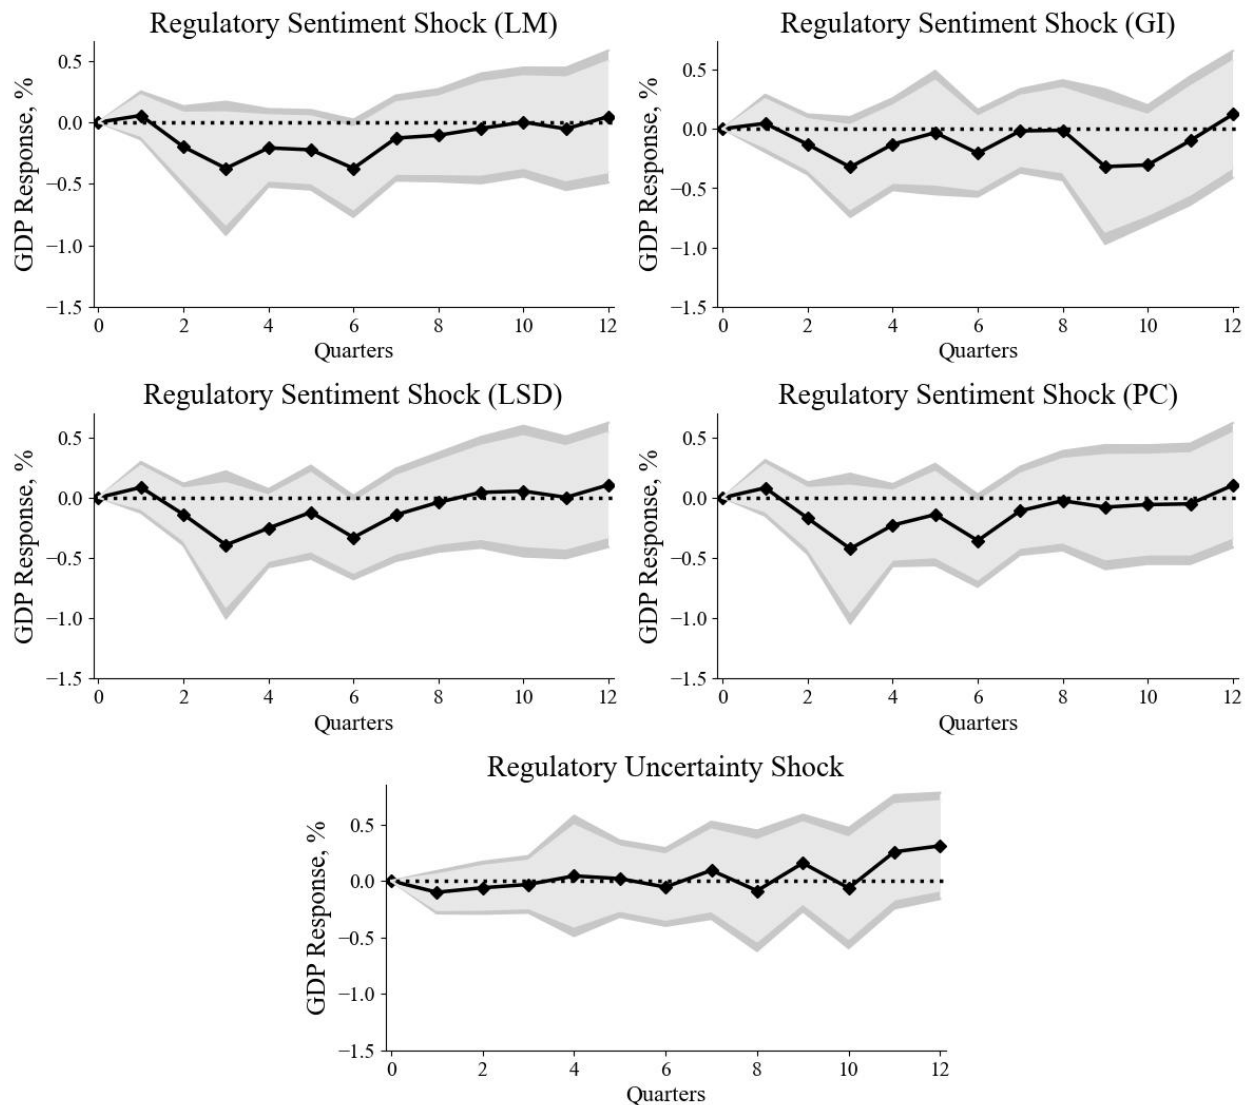 Regulatory Sentiment Shock (LM)
GDP Response, %
0.5
0.0
−0.5
−1.0
−1.5
0 2 4 6 8 10 12
Quarters
Regulatory Sentiment Shock (GI)
GDP Response, %
0.5
0.0
−0.5
−1.0
−1.5
0 2 4 6 8 10 12
Quarters
Regulatory Sentiment Shock (LSD)
GDP Response, %
0.5
0.0
−0.5
−1.0
−1.5
0 2 4 6 8 10 12
Quarters
Regulatory Sentiment Shock (PC)
GDP Response, %
0.5
0.0
−0.5
−1.0
−1.5
0 2 4 6 8 10 12
Quarters
Regulatory Uncertainty Shock
GDP Response, %
0.5
0.0
−0.5
−1.0
−1.5
0 2 4 6 8 10 12
Quarters